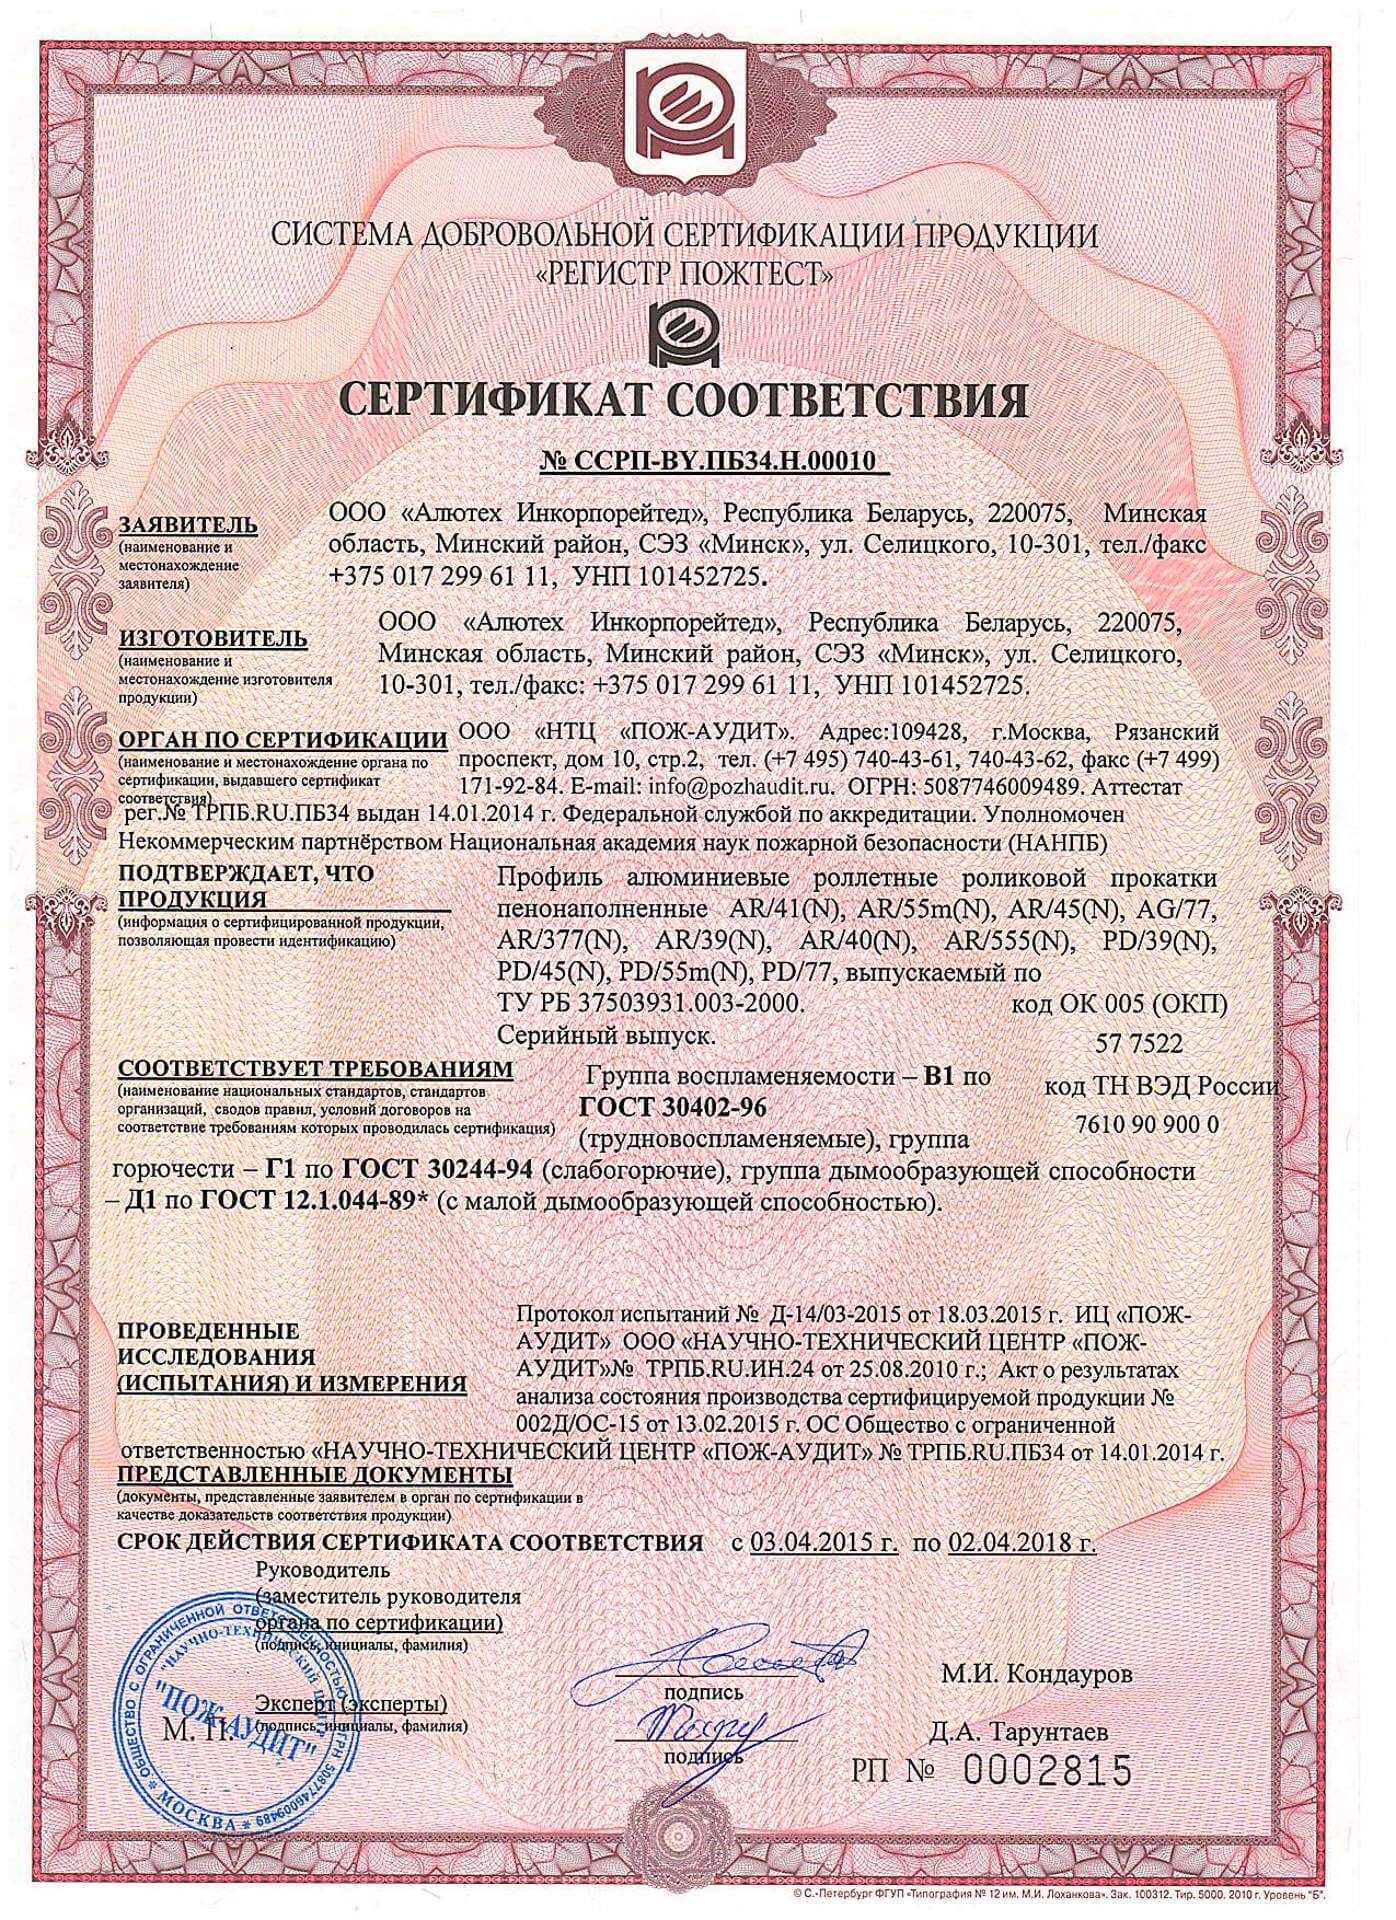 СИСТЕМА ДОБРОВОЛЬНОЙ СЕРТИФИКАЦИИ ПРОДУКЦИИ
«РЕГИСТР ПОЖТЕСТ»
СЕРТИФИКАТ СООТВЕТСТВИЯ
№ ССРП-BY.ПБ34.Н.00010
ЗАЯВИТЕЛЬ
(наименование и
местонахождение
заявителя)
ООО «Алютех Инкорпорейтед», Республика Беларусь, 220075, Минская
область, Минский район, СЭЗ «Минск», ул. Селицкого, 10-301, тел./факс
+375 017 299 61 11, УНП 101452725.
ИЗГОТОВИТЕЛЬ
(наименование и
местонахождение изготовителя
продукции)
ООО «Алютех Инкорпорейтед», Республика Беларусь, 220075,
Минская область, Минский район, СЭЗ «Минск», ул. Селицкого,
10-301, тел./факс: +375 017 299 61 11, УНП 101452725.
ОРГАН ПО СЕРТИФИКАЦИИ
(наименование и местонахождение органа по
сертификации, выдавшего сертификат
соответствия)
ООО «НТЦ «ПОЖ-АУДИТ». Адрес:109428, г.Москва, Рязанский
проспект, дом 10, стр.2, тел. (+7 495) 740-43-61, 740-43-62, факс (+7 499)
171-92-84. E-mail: info@pozhaudit.ru. ОГРН: 5087746009489. Аттестат
рег.№ ТРПБ.RU.ПБ34 выдан 14.01.2014 г. Федеральной службой по аккредитации. Уполномочен
Некоммерческим партнёрством Национальная академия наук пожарной безопасности (НАНПБ)
ПОДТВЕРЖДАЕТ, ЧТО
ПРОДУКЦИЯ
(информация о сертифицированной продукции,
позволяющая провести идентификацию)
Профиль алюминиевые роллетные роликовой прокатки
пенонаполненные AR/41(N), AR/55m(N), AR/45(N), AG/77,
AR/377(N), AR/39(N), AR/40(N), AR/555(N), PD/39(N),
PD/45(N), PD/55m(N), PD/77, выпускаемый по
ТУ РБ 37503931.003-2000.
Серийный выпуск.
код ОК 005 (ОКП)
57 7522
СООТВЕТСТВУЕТ ТРЕБОВАНИЯМ
(наименование национальных стандартов, стандартов
организаций, сводов правил, условий договоров на
соответствие требованиям которых проводилась сертификация)
код ТН ВЭД России
7610 90 900 0
Группа воспламеняемости – В1 по
ГОСТ 30402-96
(трудновоспламеняемые), группа
горючести – Г1 по ГОСТ 30244-94 (слабогорючие), группа дымообразующей способности
– Д1 по ГОСТ 12.1.044-89* (с малой дымообразующей способностью).
ПРОВЕДЕННЫЕ
ИССЛЕДОВАНИЯ
(ИСПЫТАНИЯ) И ИЗМЕРЕНИЯ
Протокол испытаний № Д-14/03-2015 от 18.03.2015 г. ИЦ «ПОЖ-
АУДИТ» ООО «НАУЧНО-ТЕХНИЧЕСКИЙ ЦЕНТР «ПОЖ-
АУДИТ»№ ТРПБ.RU.ИН.24 от 25.08.2010 г.; Акт о результатах
анализа состояния производства сертифицируемой продукции №
002Д/ОС-15 от 13.02.2015 г. ОС Общество с ограниченной
ответственностью «НАУЧНО-ТЕХНИЧЕСКИЙ ЦЕНТР «ПОЖ-АУДИТ» № ТРПБ.RU.ПБ34 от 14.01.2014 г.
ПРЕДСТАВЛЕННЫЕ ДОКУМЕНТЫ
(документы, представленные заявителем в орган по сертификации в
качестве доказательств соответствия продукции)
СРОК ДЕЙСТВИЯ СЕРТИФИКАТА СООТВЕТСТВИЯ с 03.04.2015 г. по 02.04.2018 г.
Руководитель
(заместитель руководителя
органа по сертификации)
(подпись, инициалы, фамилия)
подпись
М.И. Кондауров
Эксперт (эксперты)
(подпись, инициалы, фамилия)
М. П.
подпись
Д.А. Тарунтаев
РП № 0002815
ОБЩЕСТВО С ОГРАНИЧЕННОЙ ОТВЕТСТВЕННОСТЬЮ * ОГРН 5087746009489 * МОСКВА *
"НАУЧНО-ТЕХНИЧЕСКИЙ ЦЕНТР
"ПОЖ-АУДИТ"
© С.-Петербург ФГУП «Типография № 12 им. М.И. Лоханкова». Зак. 100312. Тир. 5000. 2010 г. Уровень "Б".